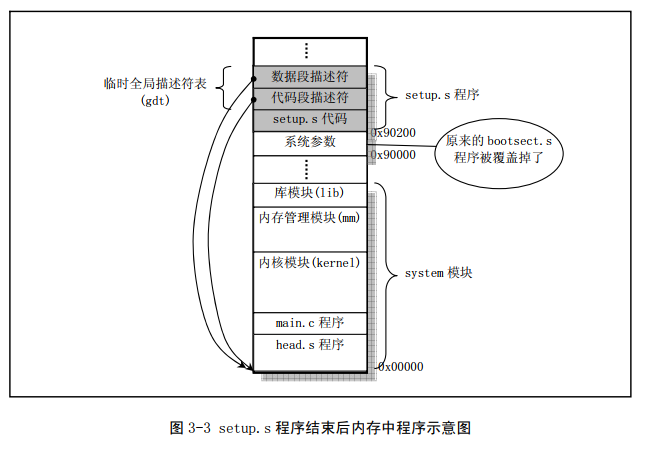 临时全局描述符表
(gdt)
数据段描述符
代码段描述符
setup.s 代码
setup.s 程序
0x90200
系统参数
0x90000
原来的 bootsect.s
程序被覆盖掉了
库模块(lib)
内存管理模块(mm)
内核模块(kernel)
system 模块
main.c 程序
head.s 程序
0x00000
图 3-3 setup.s 程序结束后内存中程序示意图